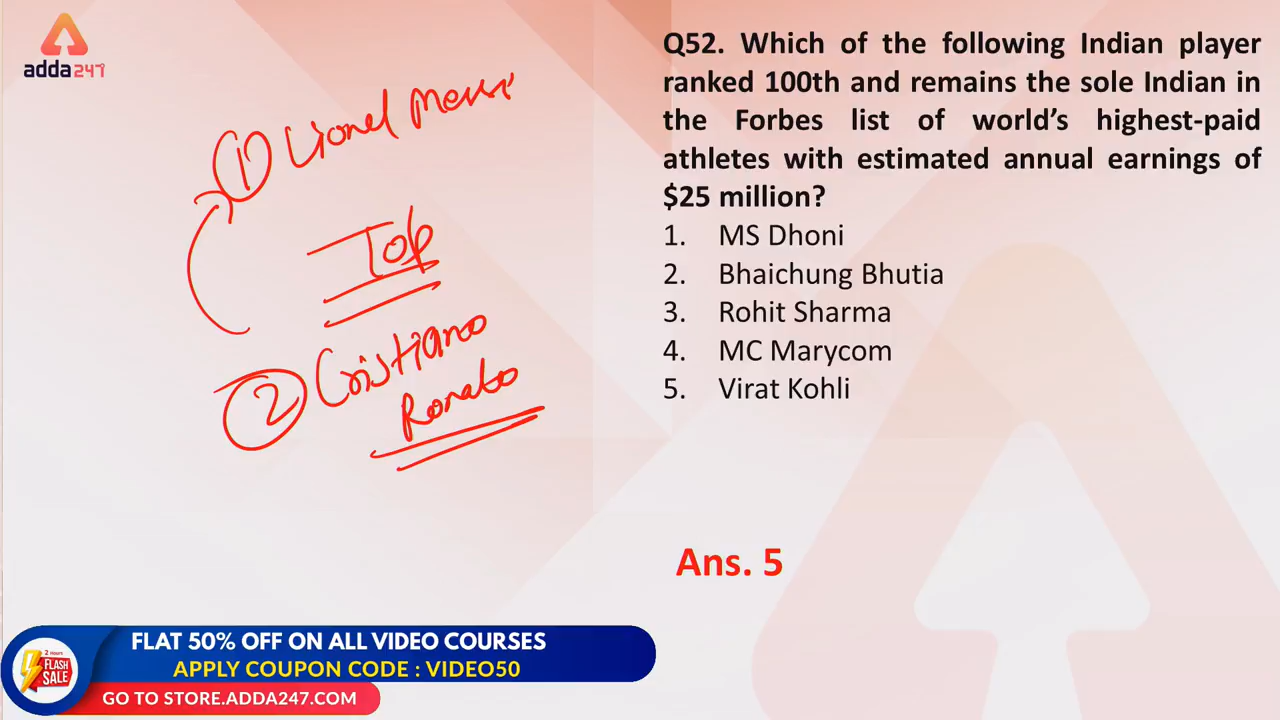 adda247
① Lionel Messi
Top
② Cristiano
Ronaldo
Q52. Which of the following Indian player
ranked 100th and remains the sole Indian in
the Forbes list of world's highest-paid
athletes with estimated annual earnings of
$25 million?
1. MS Dhoni
2. Bhaichung Bhutia
3. Rohit Sharma
4. MC Marycom
5. Virat Kohli
Ans. 5
FLAT 50% OFF ON ALL VIDEO COURSES
APPLY COUPON CODE : VIDEO50
2 Hours
FLASH
SALE
GO TO STORE.ADDA247.COM